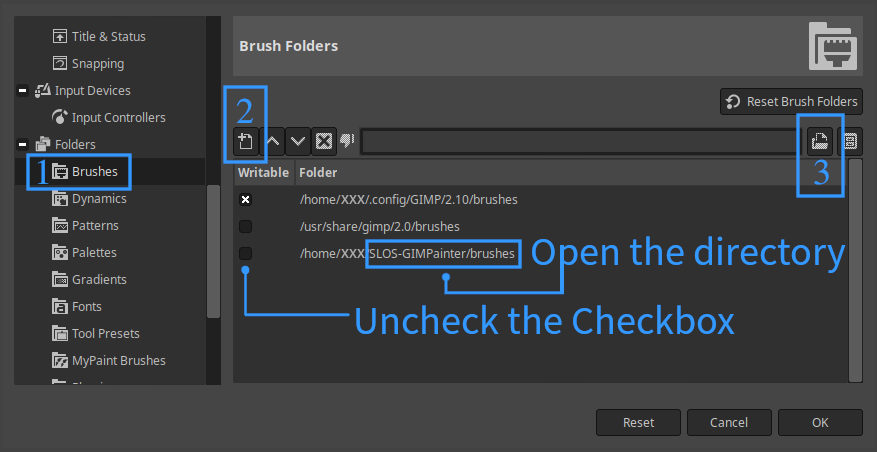 Title & Status
Snapping
Input Devices
Input Controllers
Folders
1 Brushes
Dynamics
Patterns
Palettes
Gradients
Fonts
Tool Presets
MyPaint Brushes
Brush Folders
Reset Brush Folders
2
3
Writable Folder
/home/XXX/.config/GIMP/2.10/brushes
/usr/share/gimp/2.0/brushes
/home/XXX/SLOS-GIMPainter/brushes
Open the directory
Uncheck the Checkbox
Reset Cancel OK